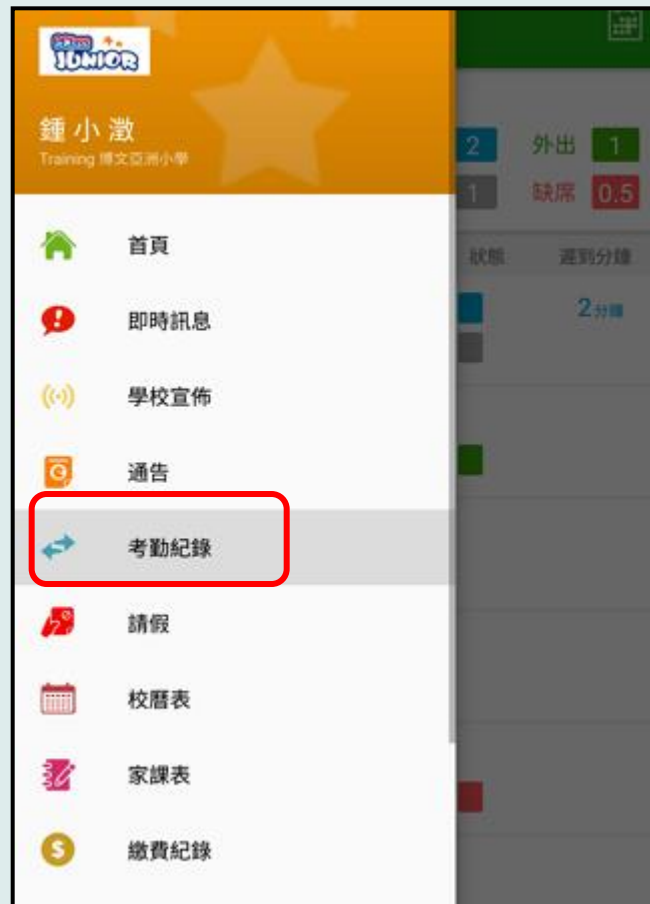 JUNIOR
鍾小澂
Training 博文亞洲小學
2 外出 1
1 缺席 0.5
狀態 遲到分鐘
2分鐘
首頁
即時訊息
學校宣佈
通告
考勤紀錄
請假
校曆表
家課表
繳費紀錄